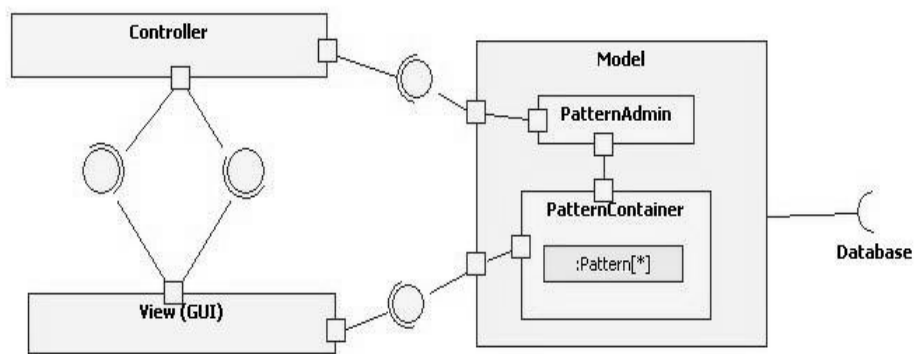 Controller
Model
PatternAdmin
PatternContainer
:Pattern[*]
Database
View (GUI)